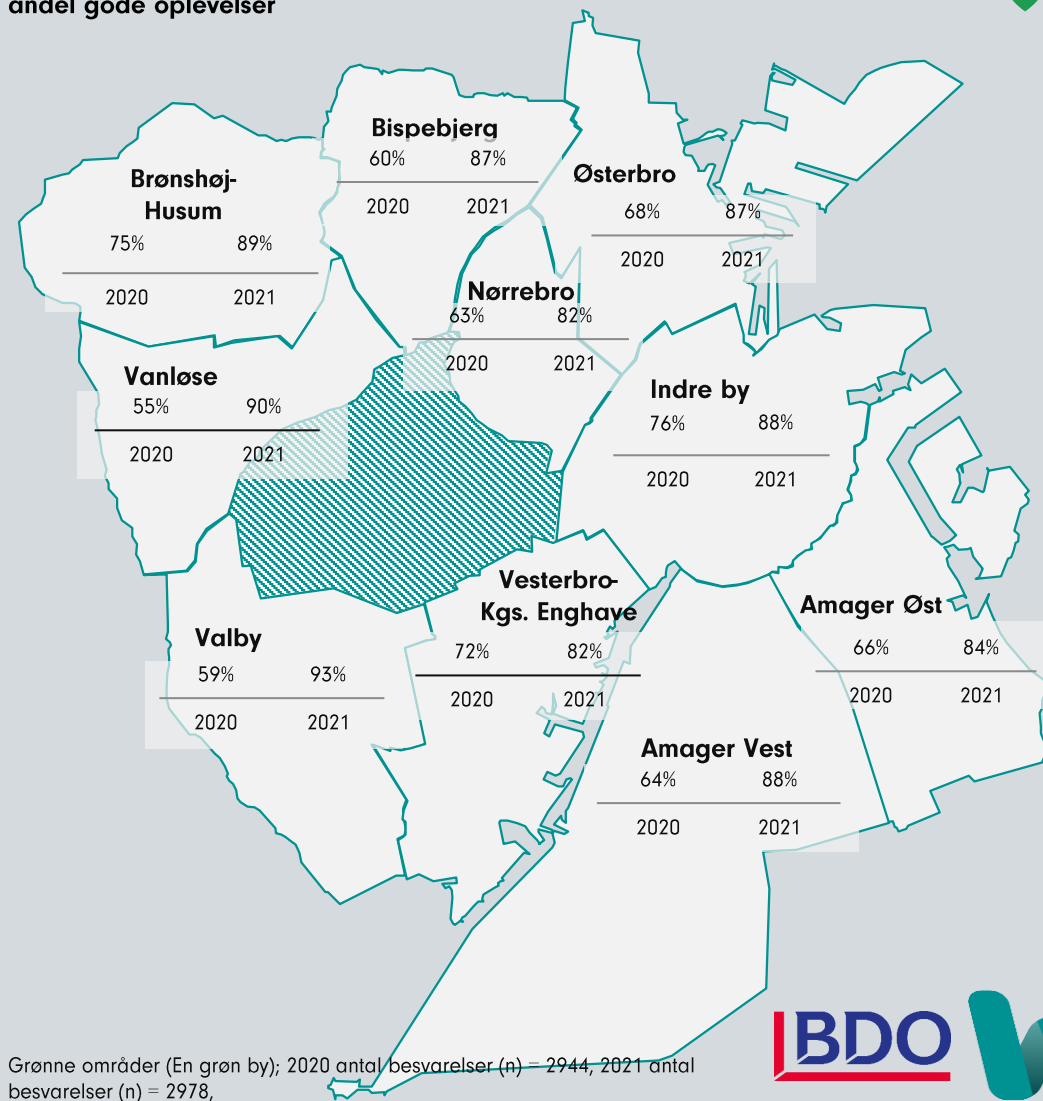 andel gode oplevelser
Bispebjerg
60% 87%
2020 2021
Brønshøj-
Husum
75% 89%
2020 2021
Østerbro
68% 87%
2020 2021
Nørrebro
63% 82%
2020 2021
Vanløse
55% 90%
2020 2021
Indre by
76% 88%
2020 2021
Vesterbro-
Kgs. Enghave
72% 82%
2020 2021
Amager Øst
66% 84%
2020 2021
Valby
59% 93%
2020 2021
Amager Vest
64% 88%
2020 2021
BDO
Grønne områder (En grøn by); 2020 antal besvarelser (n) = 2944, 2021 antal
besvarelser (n) = 2978,